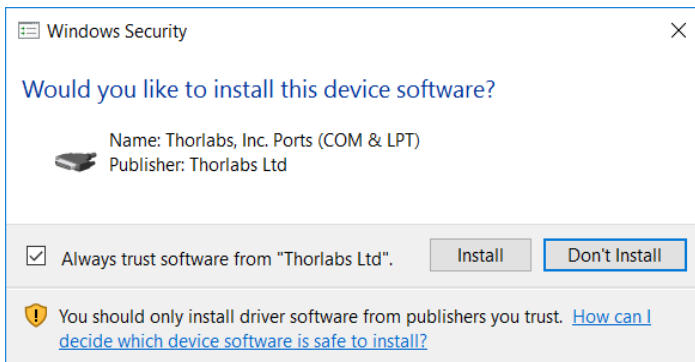 Windows Security
Would you like to install this device software?
Name: Thorlabs, Inc. Ports (COM & LPT)
Publisher: Thorlabs Ltd
Always trust software from "Thorlabs Ltd".
Install
Don't Install
You should only install driver software from publishers you trust. How can I
decide which device software is safe to install?